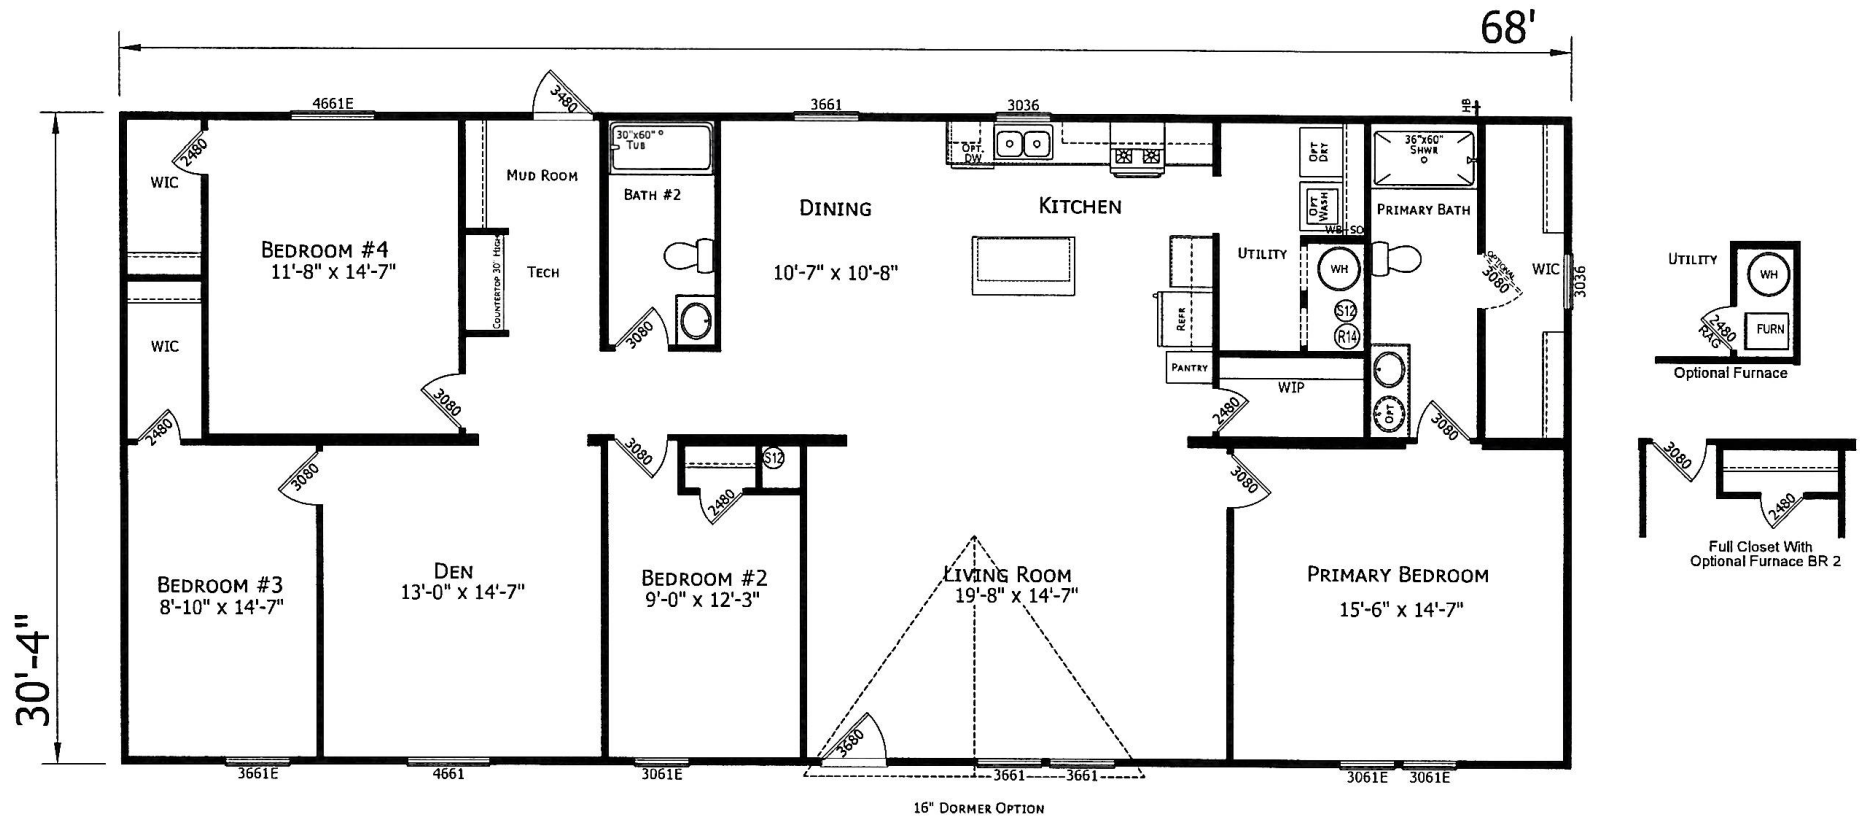 68'
30'-4"
4661E
3480
3661
3036
HB
2480
WIC
BEDROOM #4
11'-8" X 14'-7"
MUD ROOM
COUNTERTOP 30" HIGH
TECH
30"x60"
TUB
BATH #2
3080
DINING
10'-7" X 10'-8"
OPT.
DW
KITCHEN
REFR
PANTRY
OPT
DRY
OPT
WASH
WB-SO
UTILITY
WH
S12
R14
WIP
2480
36"x60"
SHWR
PRIMARY BATH
OPTIONAL
3080
WIC
3036
OPT
3080
WIC
2480
3080
3080
3080
S12
2480
3080
BEDROOM #3
8'-10" X 14'-7"
DEN
13'-0" X 14'-7"
BEDROOM #2
9'-0" X 12'-3"
LIVING ROOM
19'-8" X 14'-7"
PRIMARY BEDROOM
15'-6" X 14'-7"
3680
3661E
4661
3061E
3661
3661
3061E
3061E
16" DORMER OPTION
UTILITY
WH
2480
RAG
FURN
Optional Furnace
3080
2480
Full Closet With
Optional Furnace BR 2